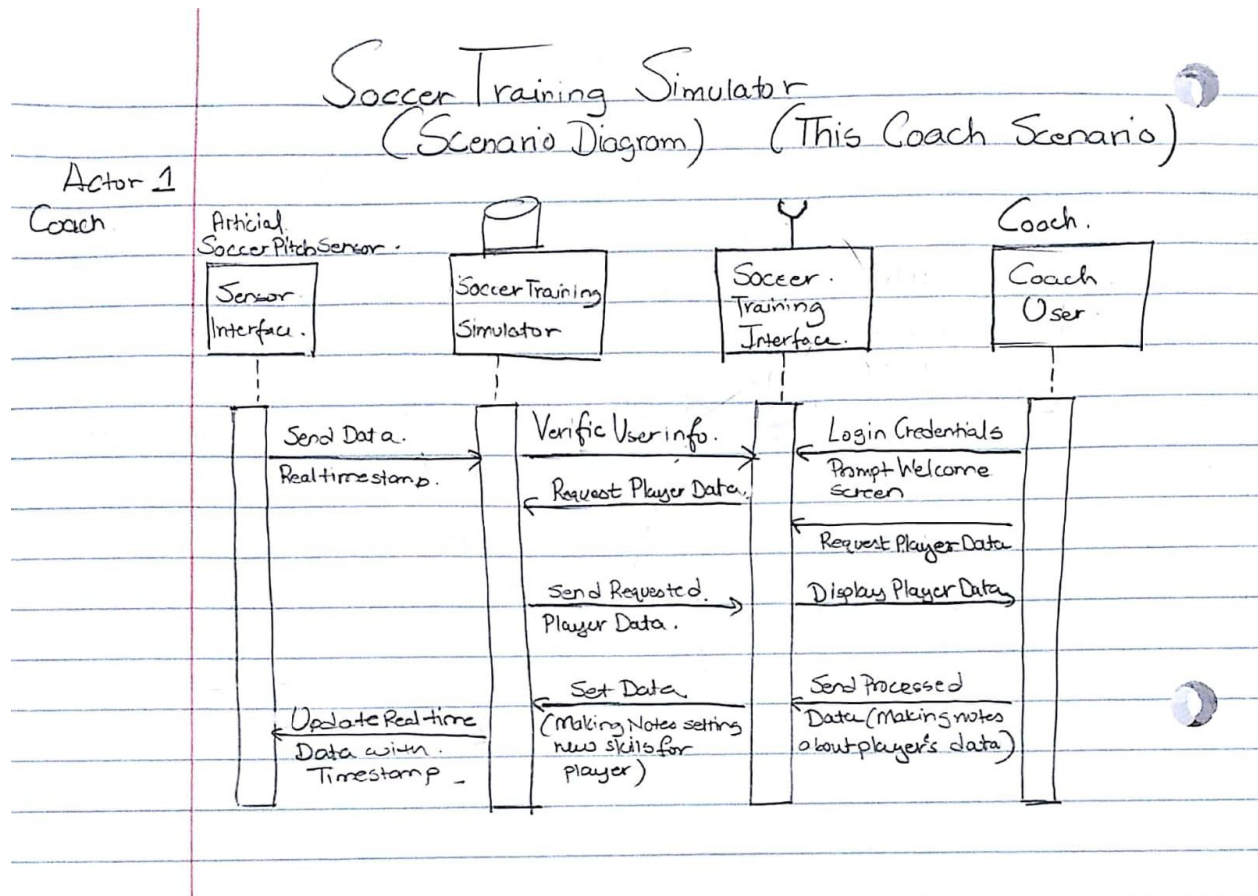 Soccer Training Simulator
(Scenario Diagram) (This Coach Scenario)
Actor 1
Coach
Articial
Soccer Pitch Sensor.
Coach.
Sensor
Interface.
Soccer Training
Simulator
Soccer.
Training
Interface.
Coach
User.
Send Data.
Realtimestamp.
Verific User info.
Login Credentials
Prompt Welcome
screen
Request Player Data.
Request Player Data
Send Requested.
Player Data.
Display Player Data
Set Data
(Making Notes setting
new skils for
player)
Send Processed
Data (Making notes
about player's data)
Update Real-time
Data with.
Timestamp